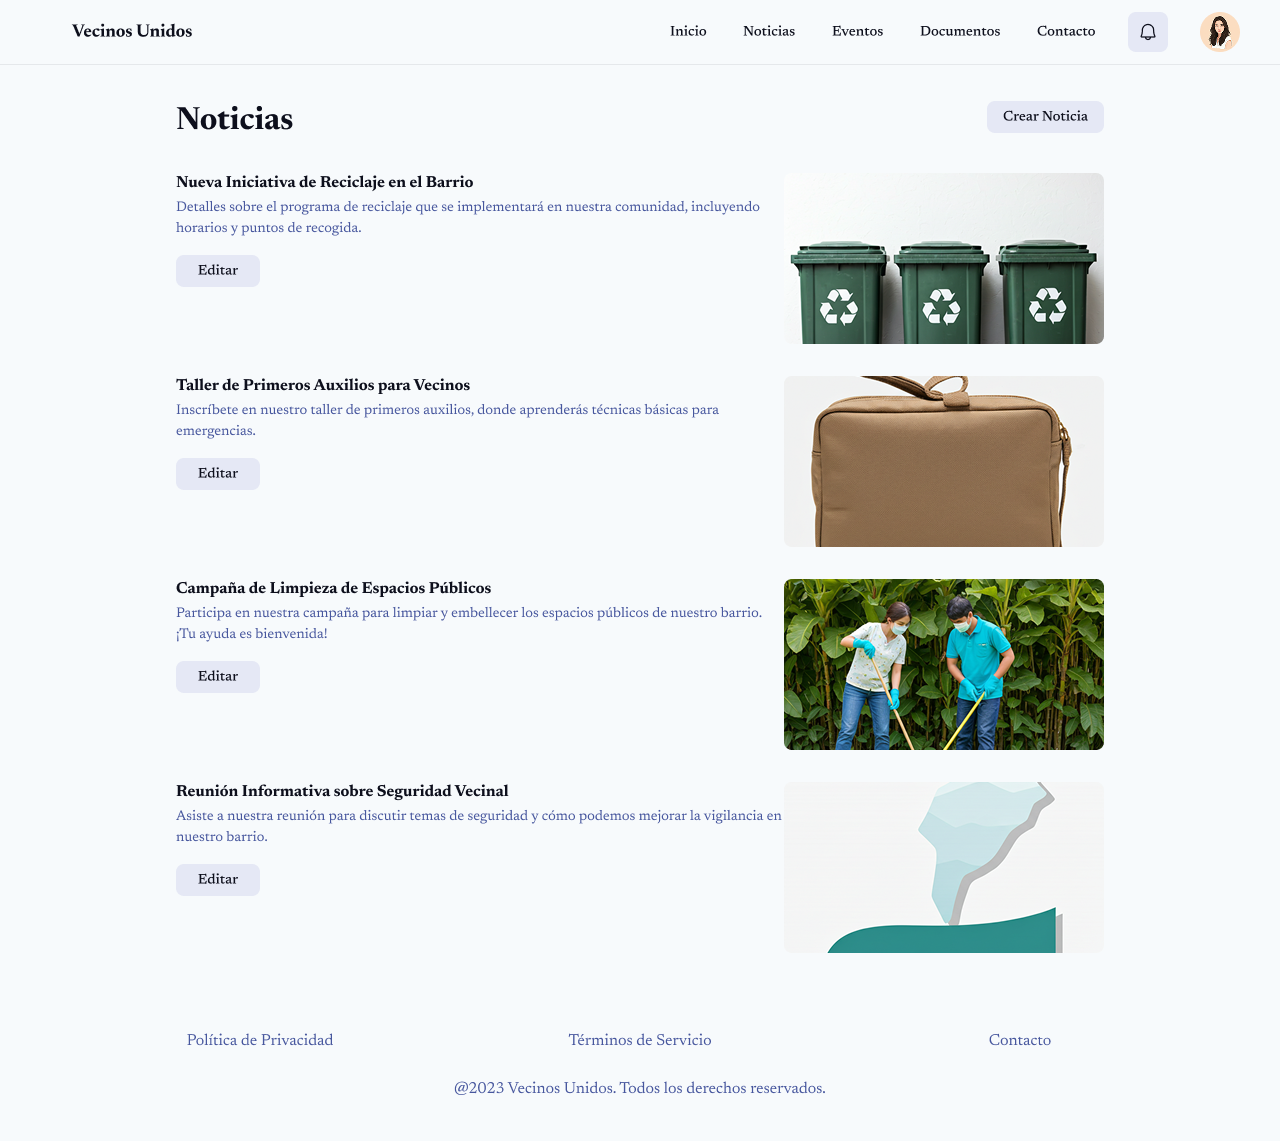 Vecinos Unidos
Inicio
Noticias
Eventos
Documentos
Contacto
Noticias
Crear Noticia
Nueva Iniciativa de Reciclaje en el Barrio
Detalles sobre el programa de reciclaje que se implementará en nuestra comunidad, incluyendo
horarios y puntos de recogida.
Editar
Taller de Primeros Auxilios para Vecinos
Inscríbete en nuestro taller de primeros auxilios, donde aprenderás técnicas básicas para
emergencias.
Editar
Campaña de Limpieza de Espacios Públicos
Participa en nuestra campaña para limpiar y embellecer los espacios públicos de nuestro barrio.
¡Tu ayuda es bienvenida!
Editar
Reunión Informativa sobre Seguridad Vecinal
Asiste a nuestra reunión para discutir temas de seguridad y cómo podemos mejorar la vigilancia en
nuestro barrio.
Editar
Política de Privacidad
Términos de Servicio
Contacto
@2023 Vecinos Unidos. Todos los derechos reservados.